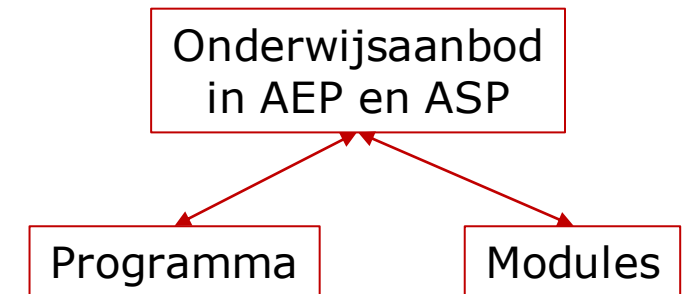 Onderwijsaanbod
in AEP en ASP
Programma
Modules